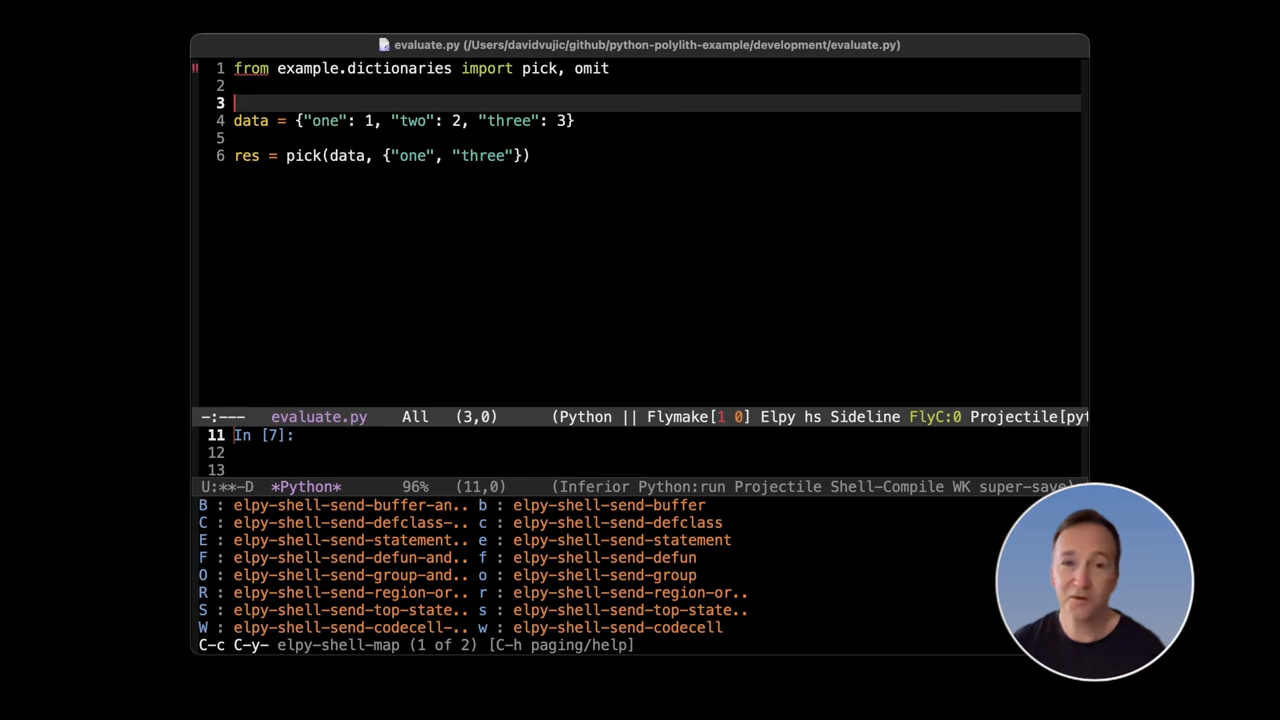 evaluate.py (/Users/davidvujic/github/python-polylith-example/development/evaluate.py)
!! 1 from example.dictionaries import pick, omit
2
3
4 data = {"one": 1, "two": 2, "three": 3}
5
6 res = pick(data, {"one", "three"})
-:--- evaluate.py All (3,0) (Python || Flymake[1 0] Elpy hs Sideline FlyC:0 Projectile[pyt
11 In [7]:
12
13
U:**-D *Python* 96% (11,0) (Inferior Python:run Projectile Shell-Compile WK super-save)
B : elpy-shell-send-buffer-an.. b : elpy-shell-send-buffer
C : elpy-shell-send-defclass-.. c : elpy-shell-send-defclass
E : elpy-shell-send-statement.. e : elpy-shell-send-statement
F : elpy-shell-send-defun-and.. f : elpy-shell-send-defun
O : elpy-shell-send-group-and.. o : elpy-shell-send-group
R : elpy-shell-send-region-or.. r : elpy-shell-send-region-or..
S : elpy-shell-send-top-state.. s : elpy-shell-send-top-state..
W : elpy-shell-send-codecell-.. w : elpy-shell-send-codecell
C-c C-y- elpy-shell-map (1 of 2) [C-h paging/help]